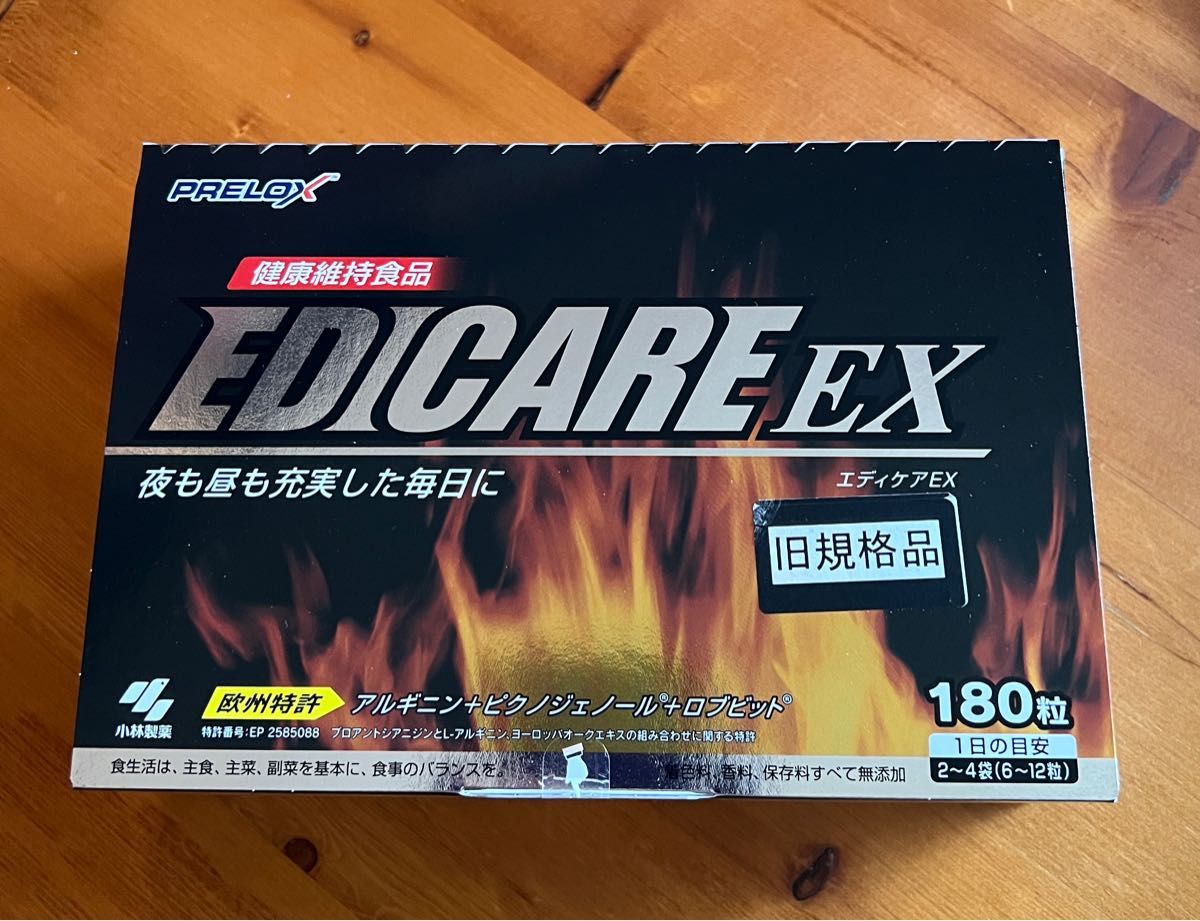 PRELOX™
健康維持食品
EDICARE EX
夜も昼も充実した毎日に
エディケアEX
旧規格品
小林製薬
欧州特許
アルギニン+ピクノジェノール®+ロブビット®
特許番号:EP 2585088 プロアントシアニジンとL-アルギニン、ヨーロッパオークエキスの組み合わせに関する特許
180粒
1日の目安
2~4袋(6~12粒)
食生活は、主食、主菜、副菜を基本に、食事のバランスを。
着色料、香料、保存料すべて無添加